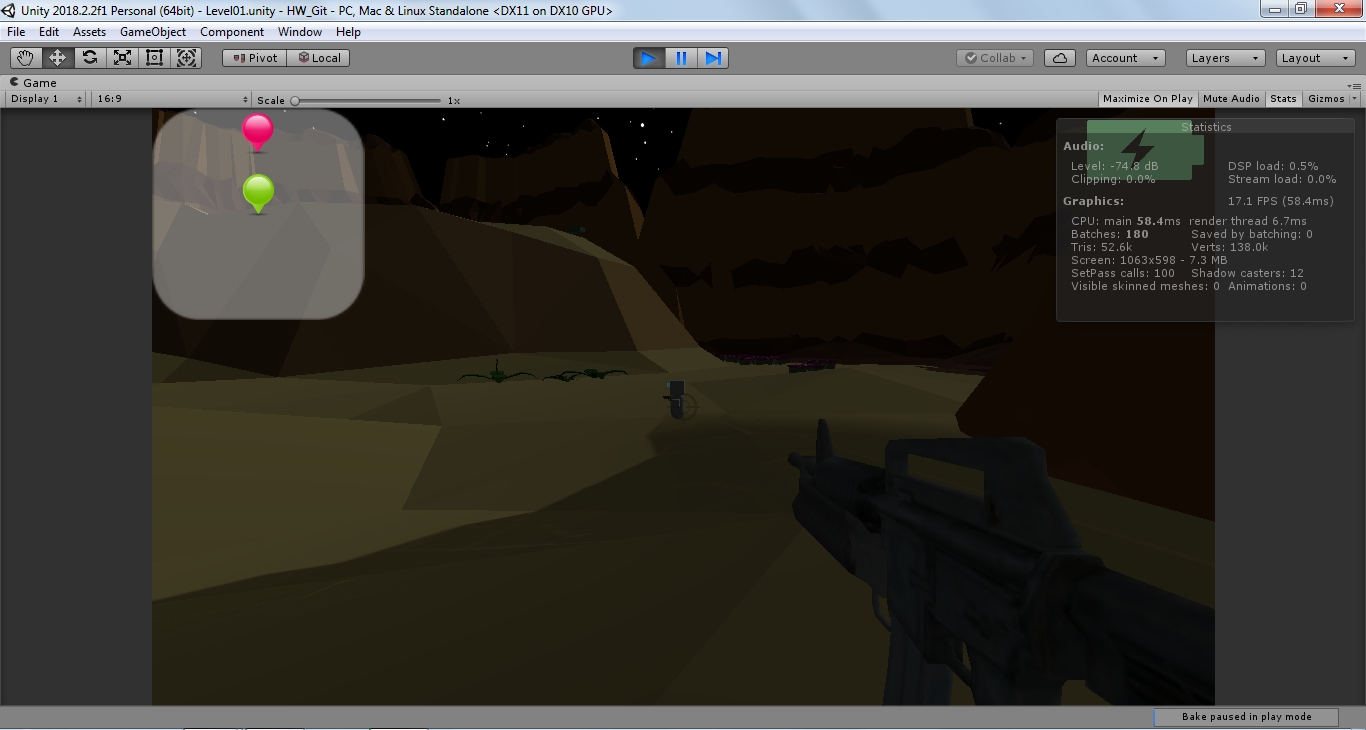 Unity 2018.2.2f1 Personal (64bit) - Level01.unity - HW_Git - PC, Mac & Linux Standalone <DX11 on DX10 GPU>
File Edit Assets GameObject Component Window Help
Pivot Local Collab Account Layers Layout
Game
Display 1 16:9 Scale 1x Maximize On Play Mute Audio Stats Gizmos
Statistics
Audio:
Level: -74.8 dB DSP load: 0.5%
Clipping: 0.0% Stream load: 0.0%
Graphics: 17.1 FPS (58.4ms)
CPU: main 58.4ms render thread 6.7ms
Batches: 180 Saved by batching: 0
Tris: 52.6k Verts: 138.0k
Screen: 1063x598 - 7.3 MB
SetPass calls: 100 Shadow casters: 12
Visible skinned meshes: 0 Animations: 0
Bake paused in play mode